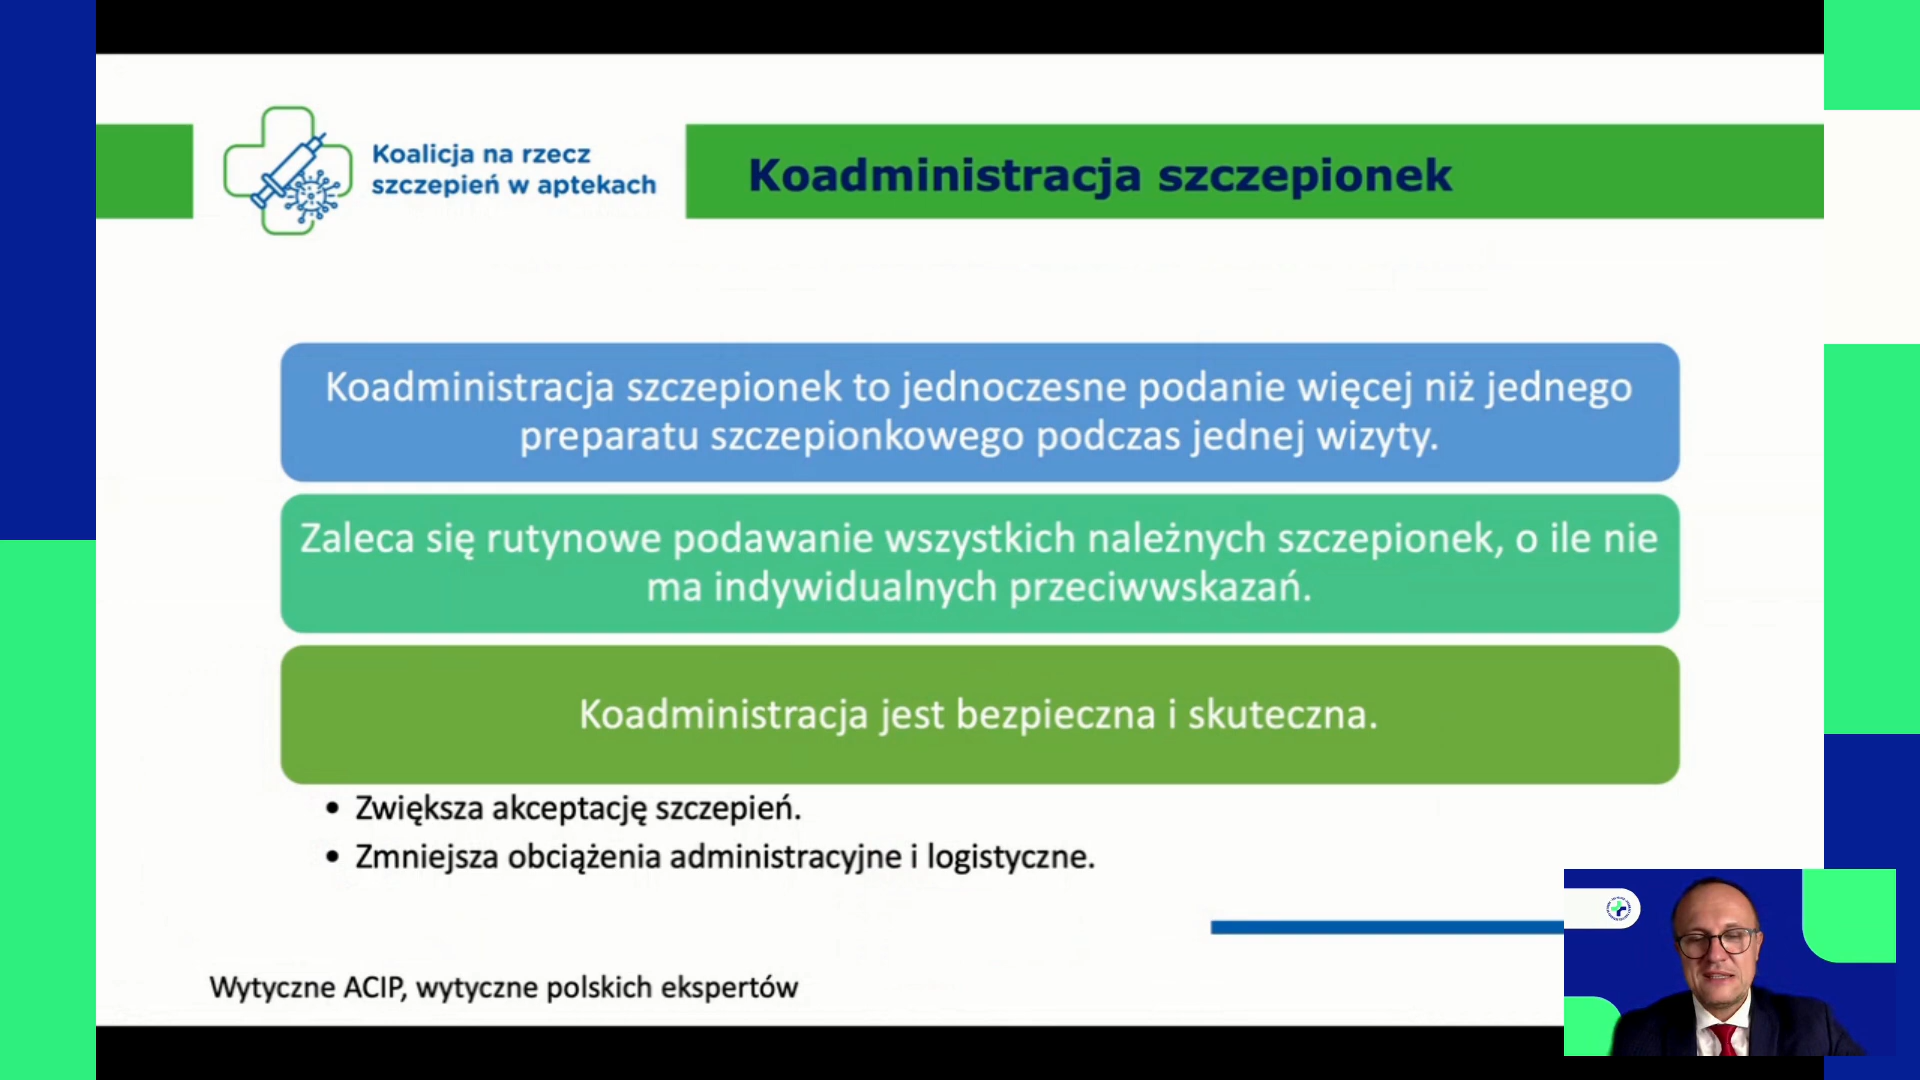 Koalicja na rzecz
szczepień w aptekach
Koadministracja szczepionek
Koadministracja szczepionek to jednoczesne podanie więcej niż jednego
preparatu szczepionkowego podczas jednej wizyty.
Zaleca się rutynowe podawanie wszystkich należnych szczepionek, o ile nie
ma indywidualnych przeciwwskazań.
Koadministracja jest bezpieczna i skuteczna.
• Zwiększa akceptację szczepień.
• Zmniejsza obciążenia administracyjne i logistyczne.
Wytyczne ACIP, wytyczne polskich ekspertów